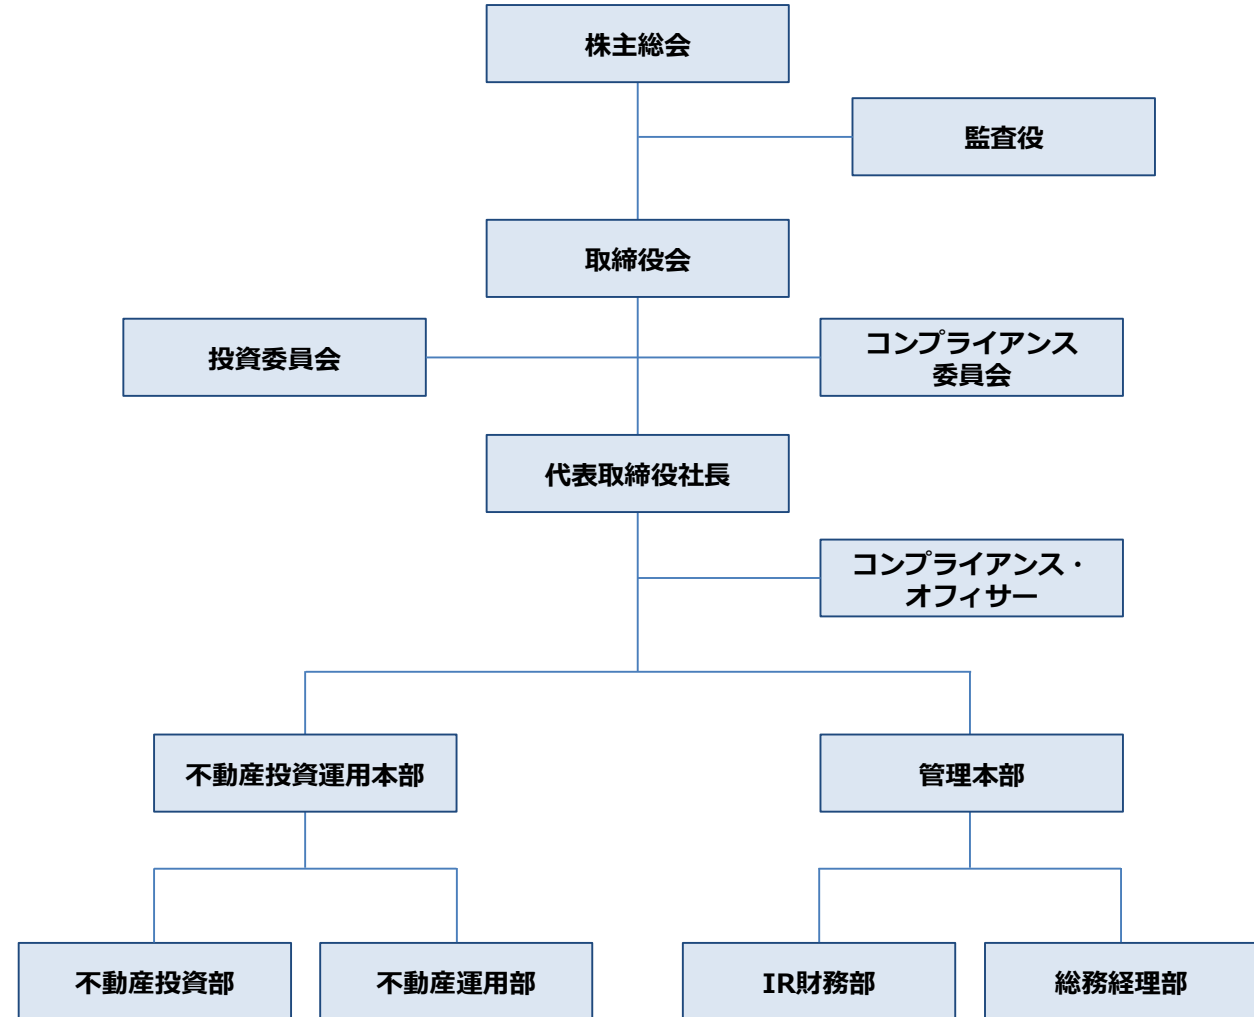 株主総会
監査役
取締役会
投資委員会
コンプライアンス
委員会
代表取締役社長
コンプライアンス・
オフィサー
不動産投資運用本部
管理本部
不動産投資部
不動産運用部
IR財務部
総務経理部